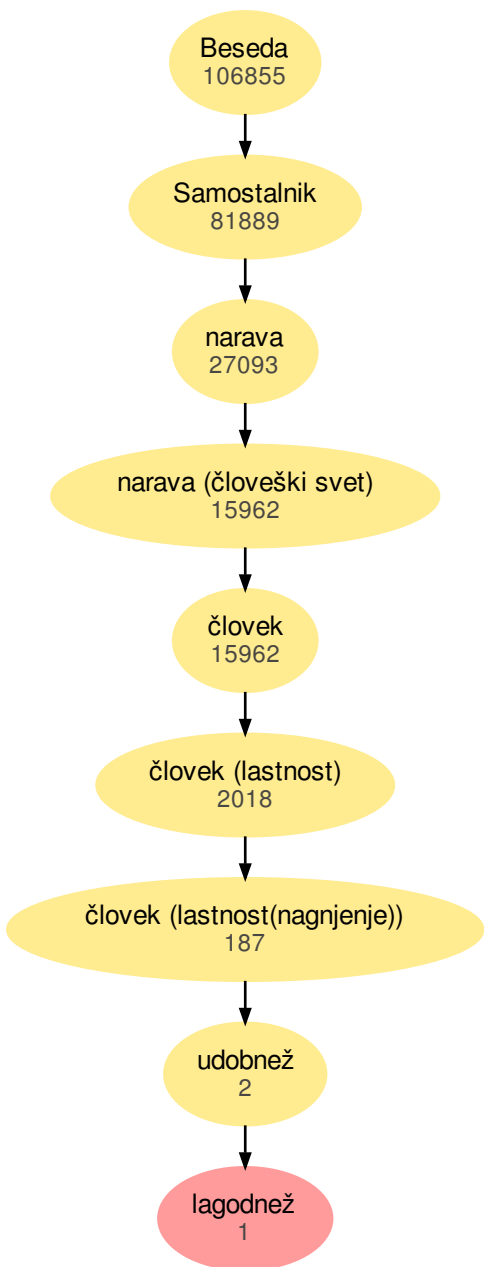 Beseda
106855
Samostalnik
81889
narava
27093
narava (človeški svet)
15962
človek
15962
človek (lastnost)
2018
človek (lastnost(nagnjenje))
187
udobnež
2
lagodnež
1